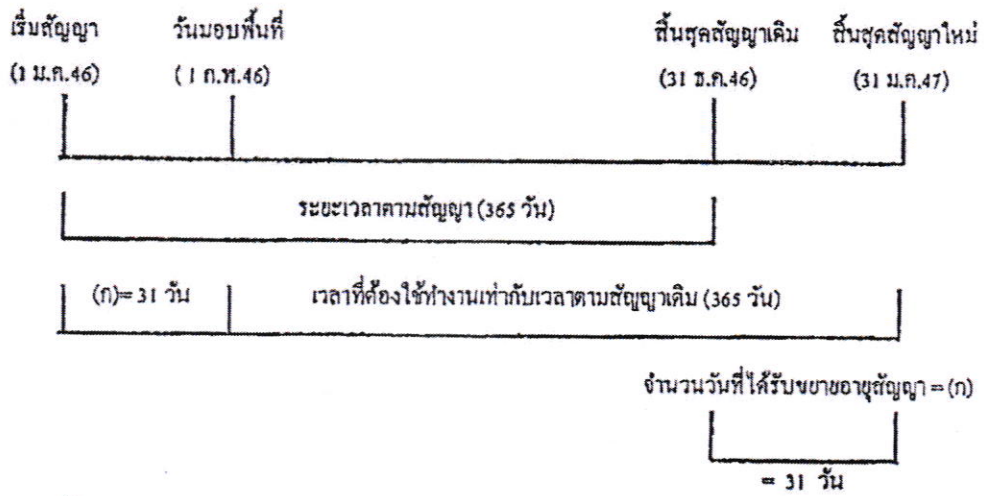 เริ่มสัญญา วันมอบพื้นที่ สิ้นสุดสัญญาเดิม สิ้นสุดสัญญาใหม่
(1 ม.ค.46) (1 ก.พ.46) (31 ธ.ค.46) (31 ม.ค.47)
ระยะเวลาตามสัญญา (365 วัน)
(ก)= 31 วัน เวลาที่ต้องใช้ทำงานเท่ากับเวลาตามสัญญาเดิม (365 วัน)
จำนวนวันที่ได้รับขยายอายุสัญญา = (ก)
= 31 วัน